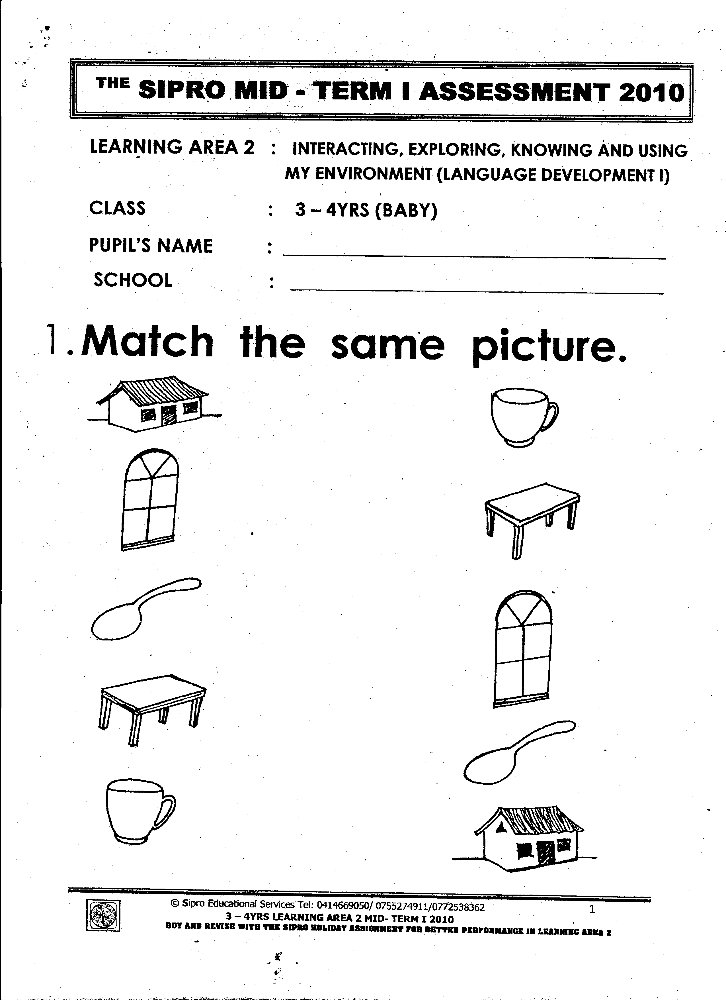 THE SIPRO MID - TERM I ASSESSMENT 2010
LEARNING AREA 2 : INTERACTING, EXPLORING, KNOWING AND USING
MY ENVIRONMENT (LANGUAGE DEVELOPMENT I)
CLASS : 3 – 4YRS (BABY)
PUPIL'S NAME :
SCHOOL :
1. Match the same picture.
© Sipro Educational Services Tel: 0414669050/ 0755274911/0772538362 1
3 – 4YRS LEARNING AREA 2 MID- TERM I 2010
BUY AND REVISE WITH THE SIPRO HOLIDAY ASSIGNMENT FOR BETTER PERFORMANCE IN LEARNING AREA 2